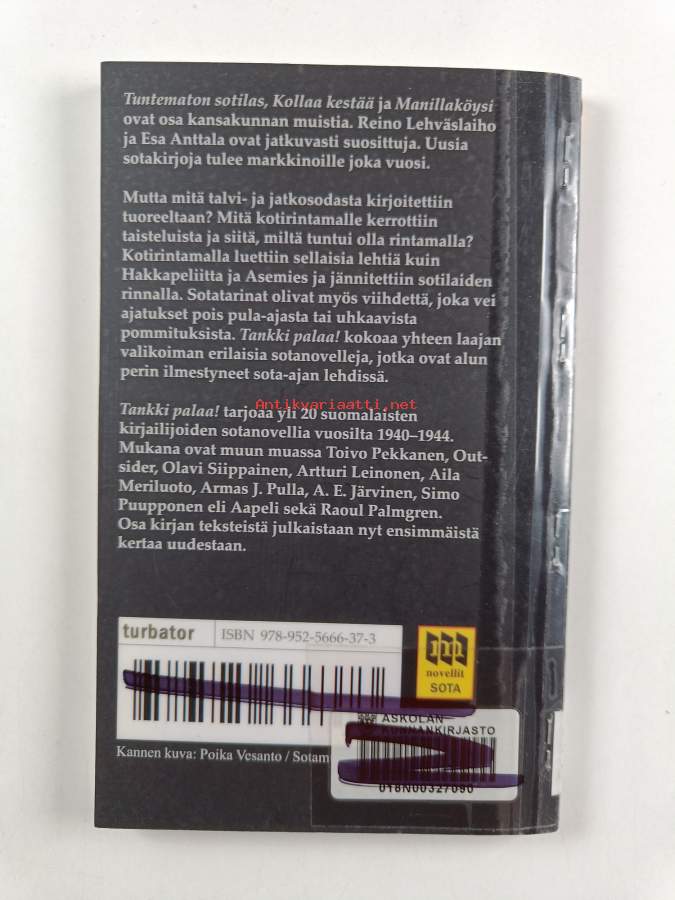 Tuntematon sotilas, Kollaa kestää ja Manillaköysi
ovat osa kansakunnan muistia. Reino Lehväslaiho
ja Esa Anttala ovat jatkuvasti suosittuja. Uusia
sotakirjoja tulee markkinoille joka vuosi.
Mutta mitä talvi- ja jatkosodasta kirjoitettiin
tuoreeltaan? Mitä kotirintamalle kerrottiin
taisteluista ja siitä, miltä tuntui olla rintamalla?
Kotirintamalla luettiin sellaisia lehtiä kuin
Hakkapeliitta ja Asemies ja jännitettiin sotilaiden
rinnalla. Sotatarinat olivat myös viihdettä, joka vei
ajatukset pois pula-ajasta tai uhkaavista
pommituksista. Tankki palaa! kokoaa yhteen laajan
valikoiman erilaisia sotanovelleja, jotka ovat alun
perin ilmestyneet sota-ajan lehdissä.
Antikvariaatti.net
Tankki palaa! tarjoaa yli 20 suomalaisten
kirjailijoiden sotanovellia vuosilta 1940–1944.
Mukana ovat muun muassa Toivo Pekkanen, Out-
sider, Olavi Siippainen, Artturi Leinonen, Aila
Meriluoto, Armas J. Pulla, A. E. Järvinen, Simo
Puupponen eli Aapeli sekä Raoul Palmgren.
Osa kirjan teksteistä julkaistaan nyt ensimmäistä
kertaa uudestaan.
turbator ISBN 978-952-5666-37-3
novellit
SOTA
ASKOLAN
KUNNANKIRJASTO
018N00327090
Kannen kuva: Poika Vesanto / Sotam